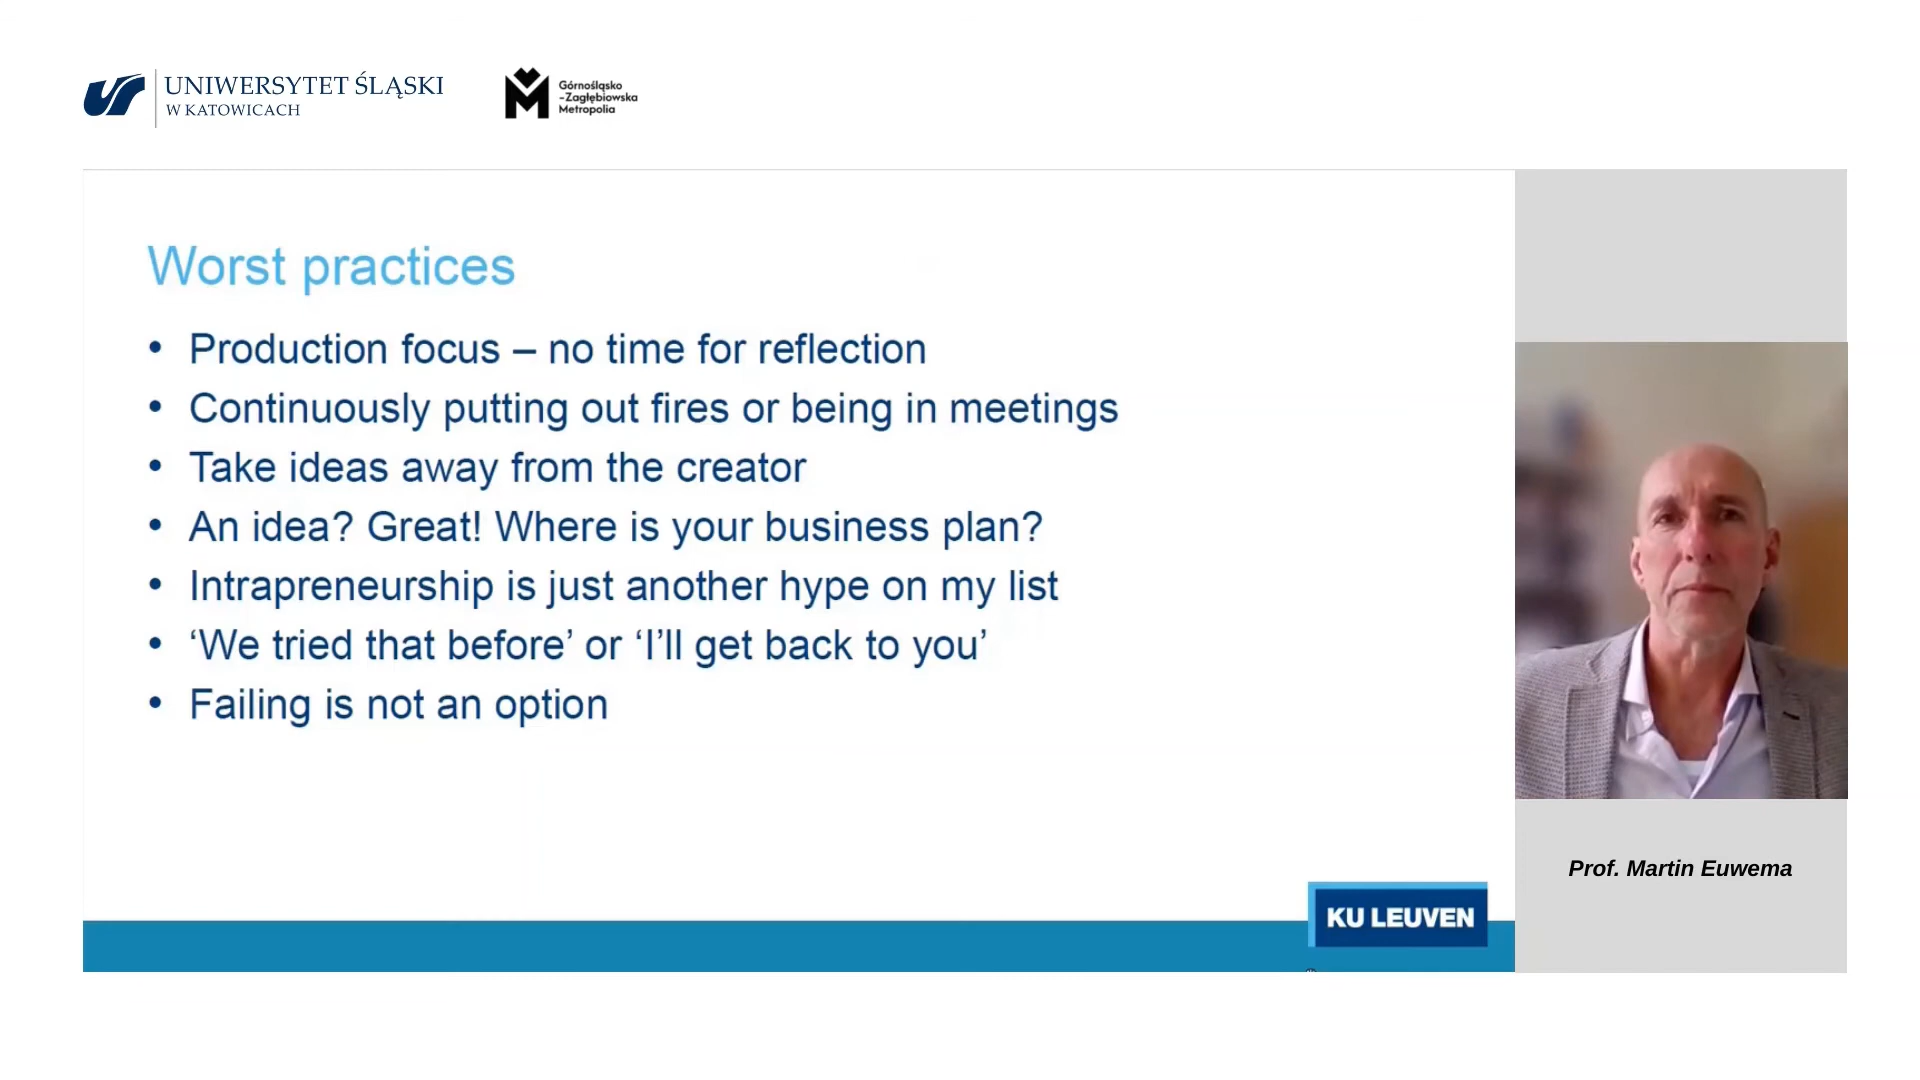 UNIWERSYTET ŚLĄSKI
W KATOWICACH
Górnośląsko
-Zagłębiowska
Metropolia
Worst practices
• Production focus – no time for reflection
• Continuously putting out fires or being in meetings
• Take ideas away from the creator
• An idea? Great! Where is your business plan?
• Intrapreneurship is just another hype on my list
• ‘We tried that before’ or ‘I’ll get back to you’
• Failing is not an option
Prof. Martin Euwema
KU LEUVEN